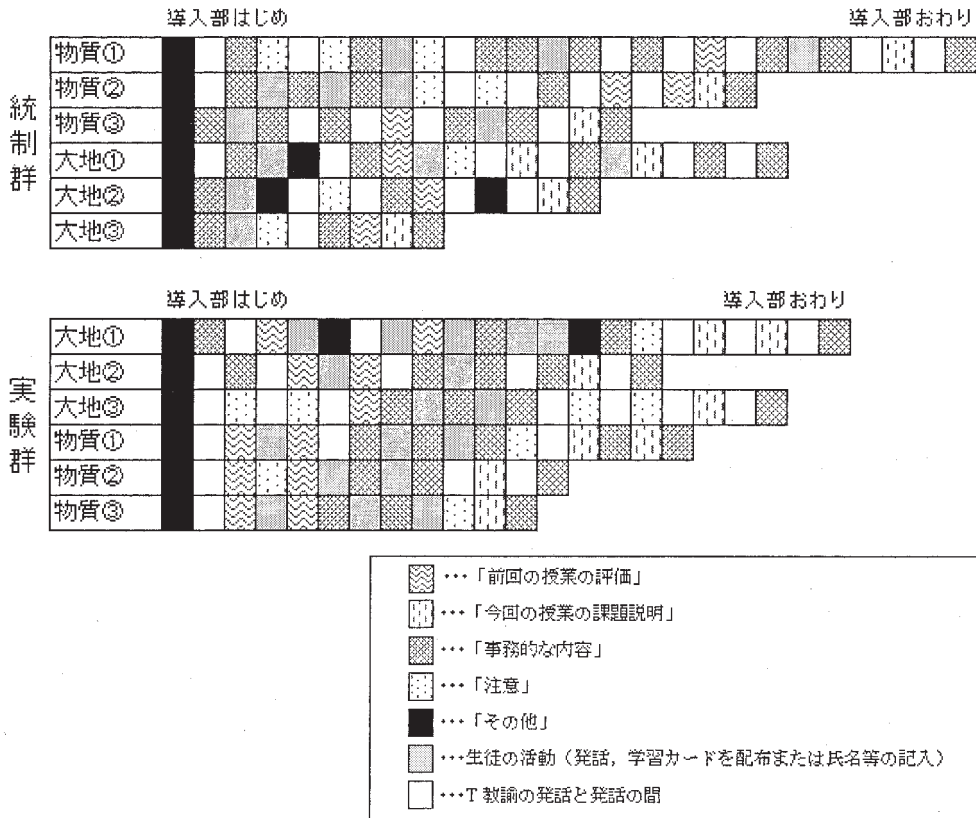 導入部はじめ 導入部おわり
統制群
物質①
物質②
物質③
大地①
大地②
大地③
導入部はじめ 導入部おわり
実験群
大地①
大地②
大地③
物質①
物質②
物質③
…「前回の授業の評価」
…「今回の授業の課題説明」
…「事務的な内容」
…「注意」
…「その他」
…生徒の活動（発話，学習カードを配布または氏名等の記入）
…T教諭の発話と発話の間